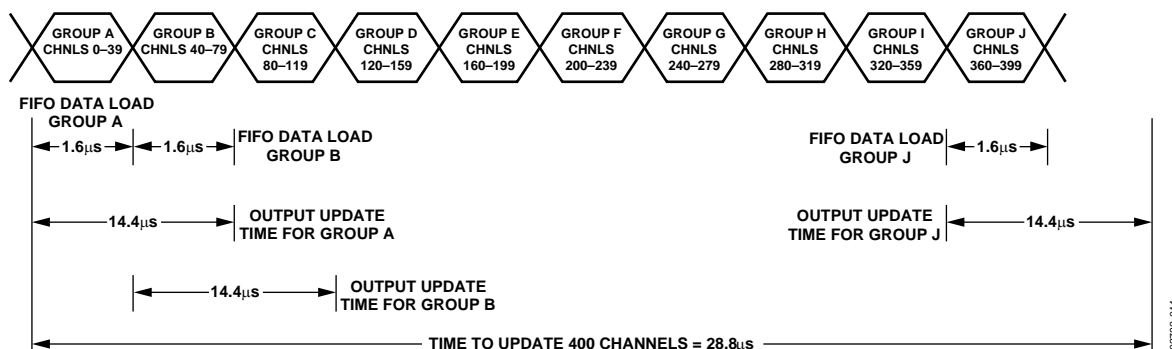 GROUP A
CHNLS 0–39
GROUP B
CHNLS 40–79
GROUP C
CHNLS
80–119
GROUP D
CHNLS
120–159
GROUP E
CHNLS
160–199
GROUP F
CHNLS
200–239
GROUP G
CHNLS
240–279
GROUP H
CHNLS
280–319
GROUP I
CHNLS
320–359
GROUP J
CHNLS
360–399
FIFO DATA LOAD
GROUP A
1.6μs
1.6μs
FIFO DATA LOAD
GROUP B
FIFO DATA LOAD
GROUP J
1.6μs
14.4μs
OUTPUT UPDATE
TIME FOR GROUP A
OUTPUT UPDATE
TIME FOR GROUP J
14.4μs
14.4μs
OUTPUT UPDATE
TIME FOR GROUP B
TIME TO UPDATE 400 CHANNELS = 28.8μs